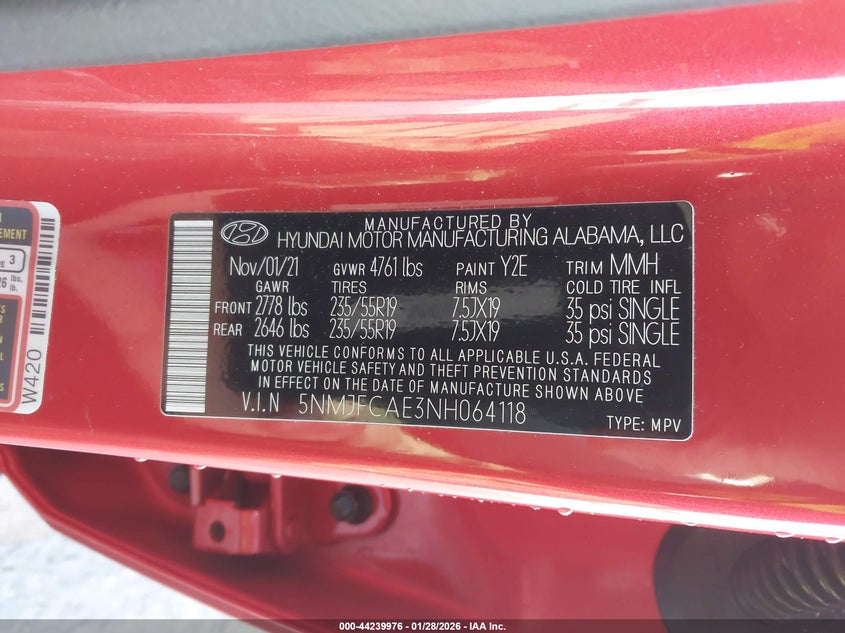 MANUFACTURED BY
HYUNDAI MOTOR MANUFACTURING ALABAMA, LLC
Nov/01/21 GVWR 4761 lbs PAINT Y2E TRIM MMH
GAWR TIRES RIMS COLD TIRE INFL
FRONT 2778 lbs 235/55R19 7.5JX19 35 psi SINGLE
REAR 2646 lbs 235/55R19 7.5JX19 35 psi SINGLE
THIS VEHICLE CONFORMS TO ALL APPLICABLE U.S.A. FEDERAL
MOTOR VEHICLE SAFETY AND THEFT PREVENTION STANDARDS
IN EFFECT ON THE DATE OF MANUFACTURE SHOWN ABOVE
V.I.N 5NMJFCAE3NH064118
TYPE: MPV
3
lbs.
W420
000-44239976 | 01/28/2026 - IAA Inc.